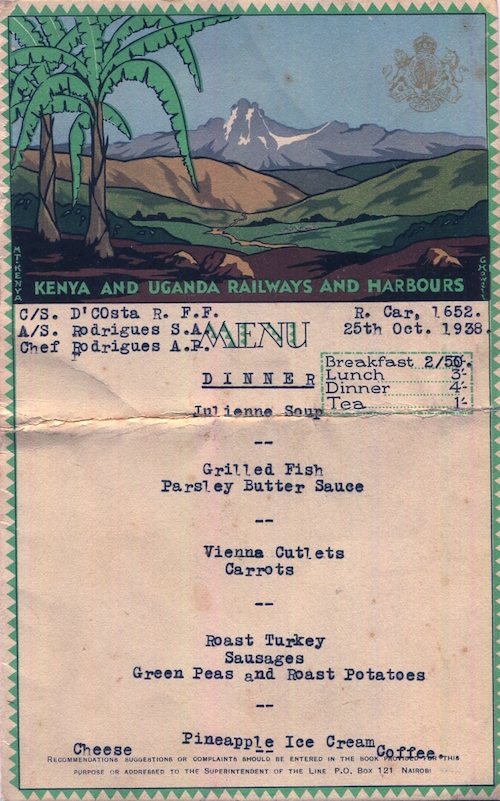 MT. KENYA
KENYA AND UGANDA RAILWAYS AND HARBOURS
C/S. D'COsta R. F.F.
R. Car, 1652.
A/S. Rodrigues S.A.
25th Oct. 1938.
Chef Rodrigues A.P.
MENU
DINNER
Breakfast 2/50.
Lunch 3/-
Dinner 4/-
Tea 1/-
Julienne Soup
--
Grilled Fish
Parsley Butter Sauce
--
Vienna Cutlets
Carrots
--
Roast Turkey
Sausages
Green Peas and Roast Potatoes
--
Pineapple Ice Cream
--
Cheese
Coffee.
RECOMMENDATIONS SUGGESTIONS OR COMPLAINTS SHOULD BE ENTERED IN THE BOOK PROVIDED FOR THIS
PURPOSE OR ADDRESSED TO THE SUPERINTENDENT OF THE LINE P.O. BOX 121 NAIROBI